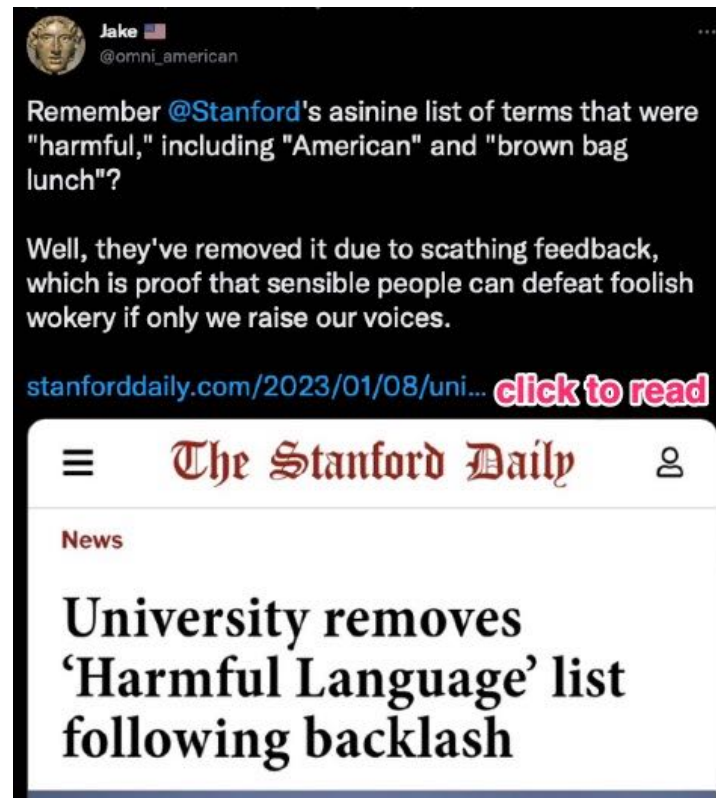 Jake
@omni_american
Remember @Stanford's asinine list of terms that were
"harmful," including "American" and "brown bag
lunch"?
Well, they've removed it due to scathing feedback,
which is proof that sensible people can defeat foolish
wokery if only we raise our voices.
stanforddaily.com/2023/01/08/uni... click to read
The Stanford Daily
News
University removes
‘Harmful Language’ list
following backlash